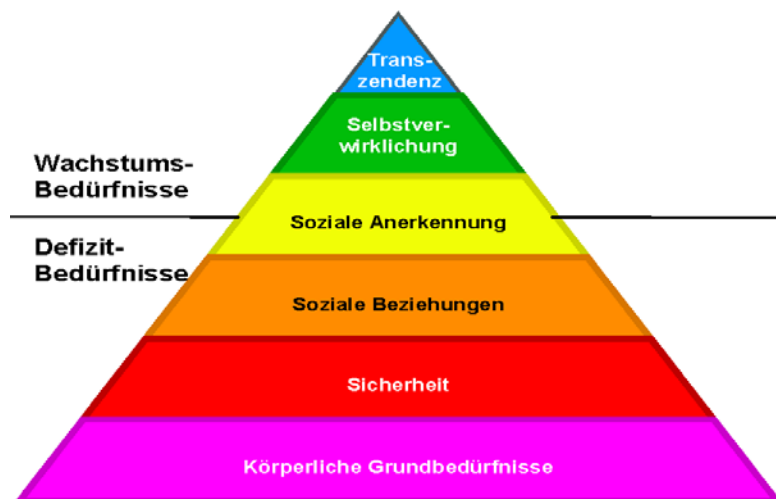 Trans-
zendenz
Selbstver-
wirklichung
Wachstums-
Bedürfnisse
Soziale Anerkennung
Defizit-
Bedürfnisse
Soziale Beziehungen
Sicherheit
Körperliche Grundbedürfnisse